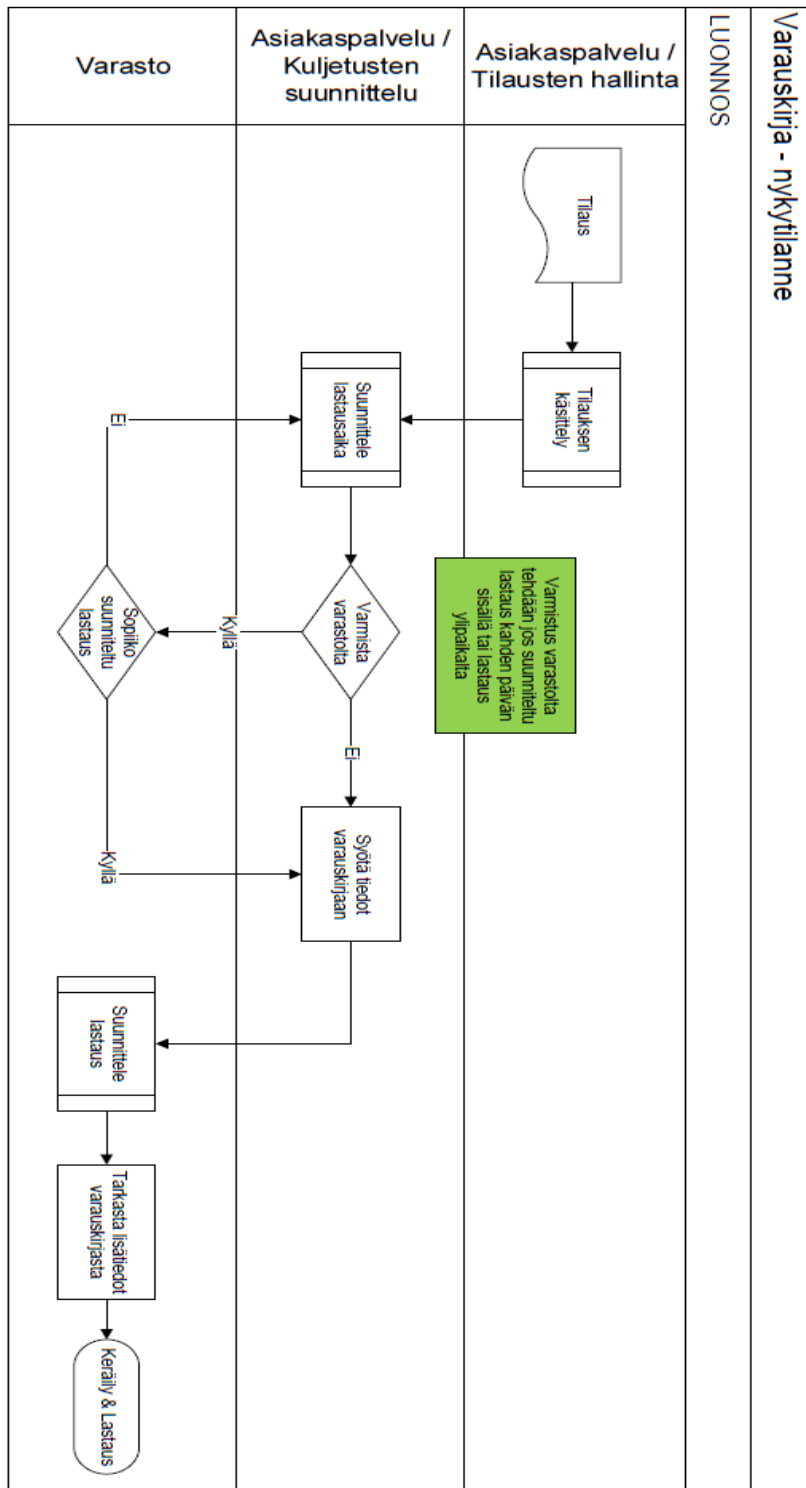 Varauskirja - nykytilanne
LUONNOS
Asiakaspalvelu /
Tilausten hallinta
Tilaus
Tilauksen
käsittely
Varmistus varastolta
tehdään jos suunniteltu
lastaus kahden päivän
sisällä tai lastaus
ylipaikalta
Asiakaspalvelu /
Kuljetusten
suunnittelu
Suunnittele
lastausaika
Varmista
varastolta
Ei
Kyllä
Syötä tiedot
varauskirjaan
Varasto
Ei
Sopiiko
suunniteltu
lastaus
Kyllä
Suunnittele
lastaus
Tarkasta lisätiedot
varauskirjasta
Keräily & Lastaus